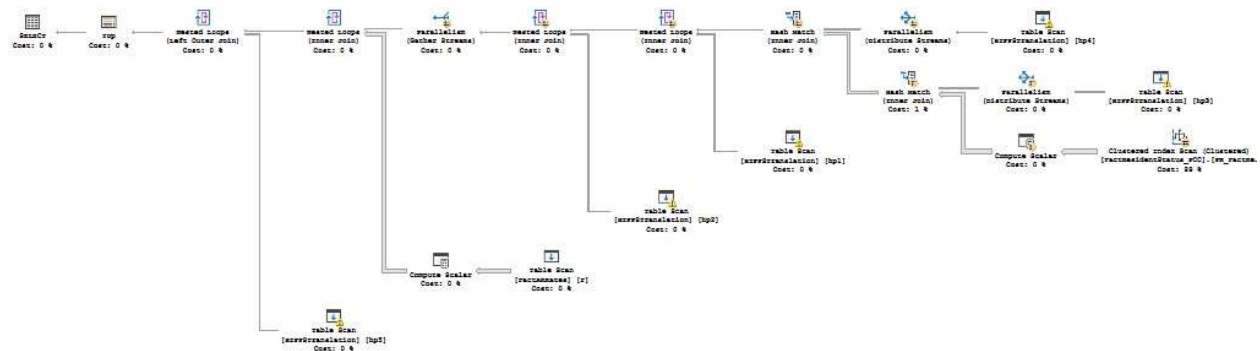 SELECT
Cost: 0 %
Top
Cost: 0 %
Nested Loops
(Left Outer Join)
Cost: 0 %
Nested Loops
(Inner Join)
Cost: 0 %
Parallelism
(Gather Streams)
Cost: 0 %
Nested Loops
(Inner Join)
Cost: 0 %
Nested Loops
(Inner Join)
Cost: 0 %
Hash Match
(Inner Join)
Cost: 0 %
Parallelism
(Distribute Streams)
Cost: 0 %
Table Scan
[hp4]
Cost: 0 %
Hash Match
(Inner Join)
Cost: 1 %
Parallelism
(Distribute Streams)
Cost: 0 %
Table Scan
[hp3]
Cost: 0 %
Table Scan
[hp1]
Cost: 0 %
Compute Scalar
Cost: 0 %
Clustered Index Scan (Clustered)
Cost:
Table Scan
[hp2]
Cost: 0 %
Compute Scalar
Cost: 0 %
Table Scan
[r]
Cost: 0 %
Table Scan
[hp5]
Cost: 0 %